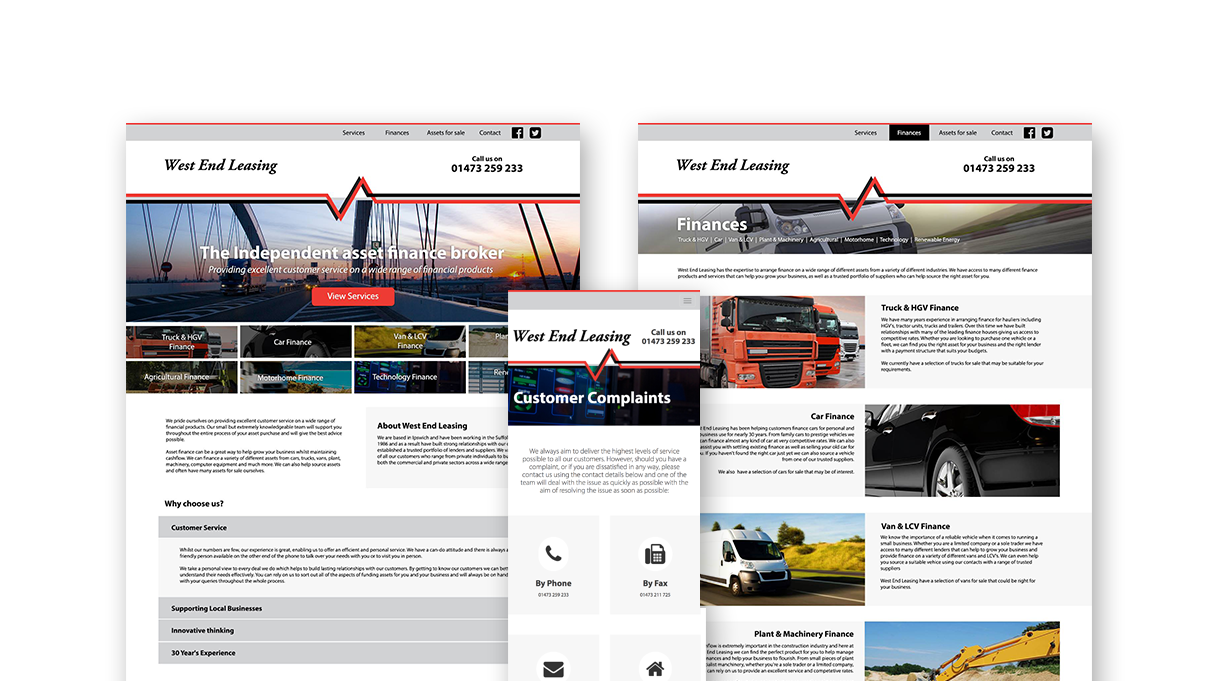 Services Finances Assets for sale Contact
West End Leasing
Call us on
01473 259 233
The Independent asset finance broker
Providing excellent customer service on a wide range of financial products
View Services
Truck & HGV
Finance
Car Finance
Van & LCV
Finance
Agricultural Finance
Motorhome Finance
Technology Finance
We pride ourselves on providing excellent customer service on a wide range of
financial products. Our small but extremely knowledgeable team will support you
throughout the entire process of your asset purchase and will give the best advice
possible.
Asset finance can be a great way to help grow your business whilst maintaining
cashflow. We can finance a variety of different assets from cars, trucks, vans, plant,
machinery, computer equipment and much more. We can also help source assets
and often have many assets for sale ourselves.
About West End Leasing
We are based in Ipswich and have been working in the
1986 and as a result have built strong relationships with our
established a trusted portfolio of lenders and suppliers. We
of all our customers who range from private individuals to
both the commercial and private sectors across a wide range
Why choose us?
Customer Service
Whilst our numbers are few, our experience is great, enabling us to offer an efficient and personal service. We have a can-do attitude and there is always a
friendly person available on the other end of the phone to talk over your needs with you or to visit you in person.
We take a personal view to every deal we do which helps to build lasting relationships with our customers. By getting to know our customers we can
understand their needs effectively. You can rely on us to sort out all of the aspects of funding assets for you and your business and will always be on
with your queries throughout the whole process.
Supporting Local Businesses
Innovative thinking
30 Year's Experience
West End Leasing
Call us on
01473 259 233
Customer Complaints
We always aim to deliver the highest levels of service
possible to all our customers. However, should you have a
complaint, or if you are dissatisfied in any way, please
contact us using the contact details below and one of the
team will deal with the issue as quickly as possible with the
aim of resolving the issue as soon as possible:
By Phone
01473 259 233
By Fax
01473 211 725
Services Finances Assets for sale Contact
West End Leasing
Call us on
01473 259 233
Finances
Truck & HGV | Car | Van & LCV | Plant & Machinery | Agricultural | Motorhome | Technology | Renewable Energy
West End Leasing has the expertise to arrange finance on a wide range of different assets from a variety of different industries. We have access to many different finance
products and services that can help you grow your business, as well as a trusted portfolio of suppliers who can help source the right asset for you.
Truck & HGV Finance
We have many years experience in arranging finance for hauliers including
HGV's, tractor units, trucks and trailers. Over this time we have built
relationships with many of the leading finance houses giving us access to
competitive rates. Whether you are looking to purchase one vehicle or a
fleet, we can find you the right asset for your business and the right lender
with a payment structure that suits your budgets.
We currently have a selection of trucks for sale that may be suitable for your
requirements.
Car Finance
End Leasing has been helping customers finance cars for personal and
business use for nearly 30 years. From family cars to prestige vehicles we
can finance almost any kind of car at very competitive rates. We can also
assist you with settling existing finance as well as selling your old car for
you. If you haven't found the right car just yet we can also source a vehicle
from one of our trusted suppliers.
We also have a selection of cars for sale that may be of interest.
Van & LCV Finance
We know the importance of a reliable vehicle when it comes to running a
small business. Whether you are a limited company or a sole trader we have
access to many different lenders that can help to grow your business and
provide finance on a variety of different vans and LCV's. We can even help
you source a suitable vehice using our contacts with a range of trusted
suppliers
West End Leasing have a selection of vans for sale that could be right for
your business.
Plant & Machinery Finance
is extremely important in the construction industry and here at
End Leasing we can find the perfect product for you to help manage
and help your business to flourish. From small pieces of plant
manchinery, whether you're a sole trader or a limited company,
can rely on us to provide an excellent service and competative rates.